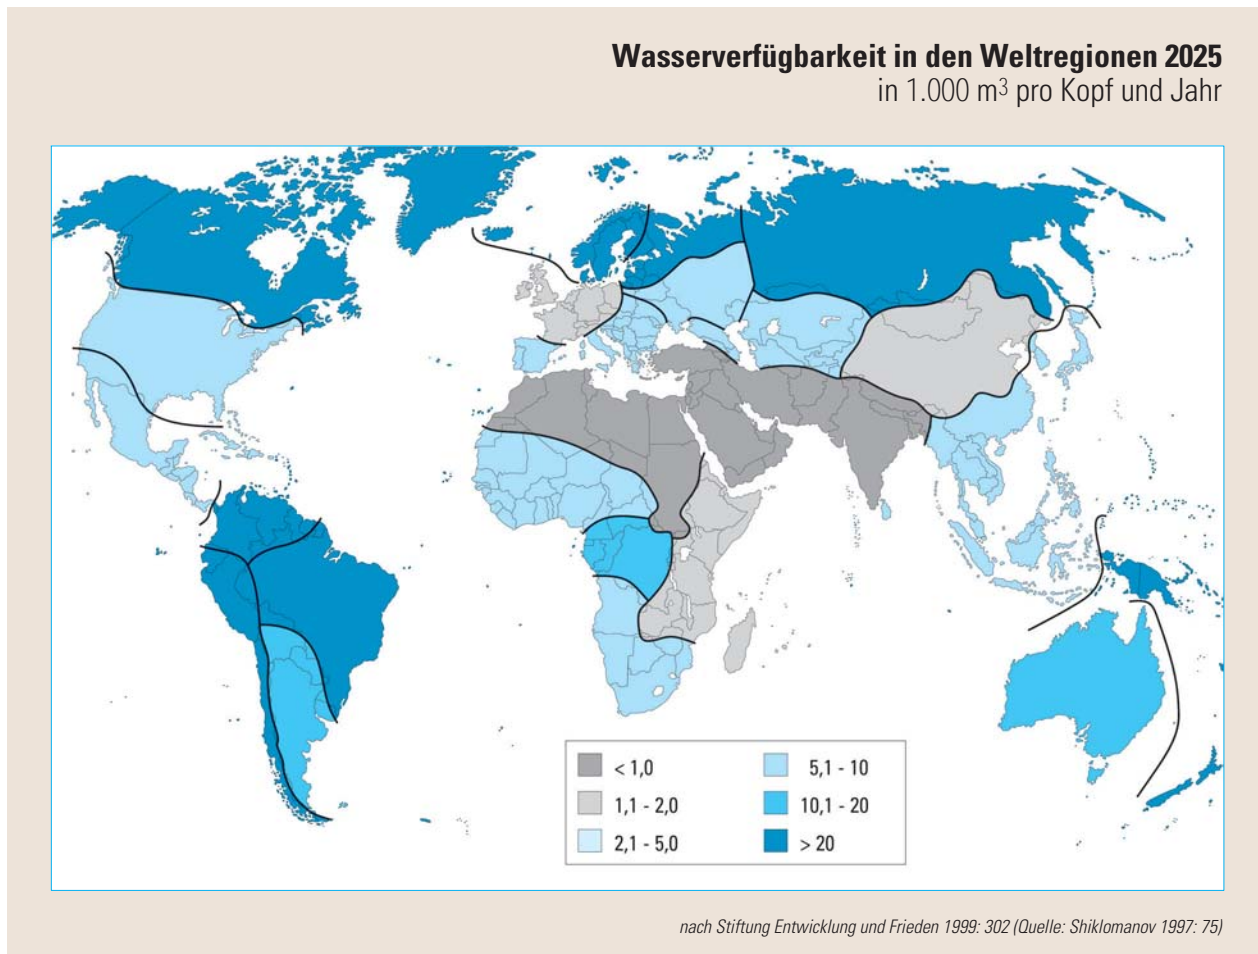 Wasserverfügbarkeit in den Weltregionen 2025
in 1.000 m³ pro Kopf und Jahr
< 1,0
1,1 - 2,0
2,1 - 5,0
5,1 - 10
10,1 - 20
> 20
nach Stiftung Entwicklung und Frieden 1999: 302 (Quelle: Shiklomanov 1997: 75)